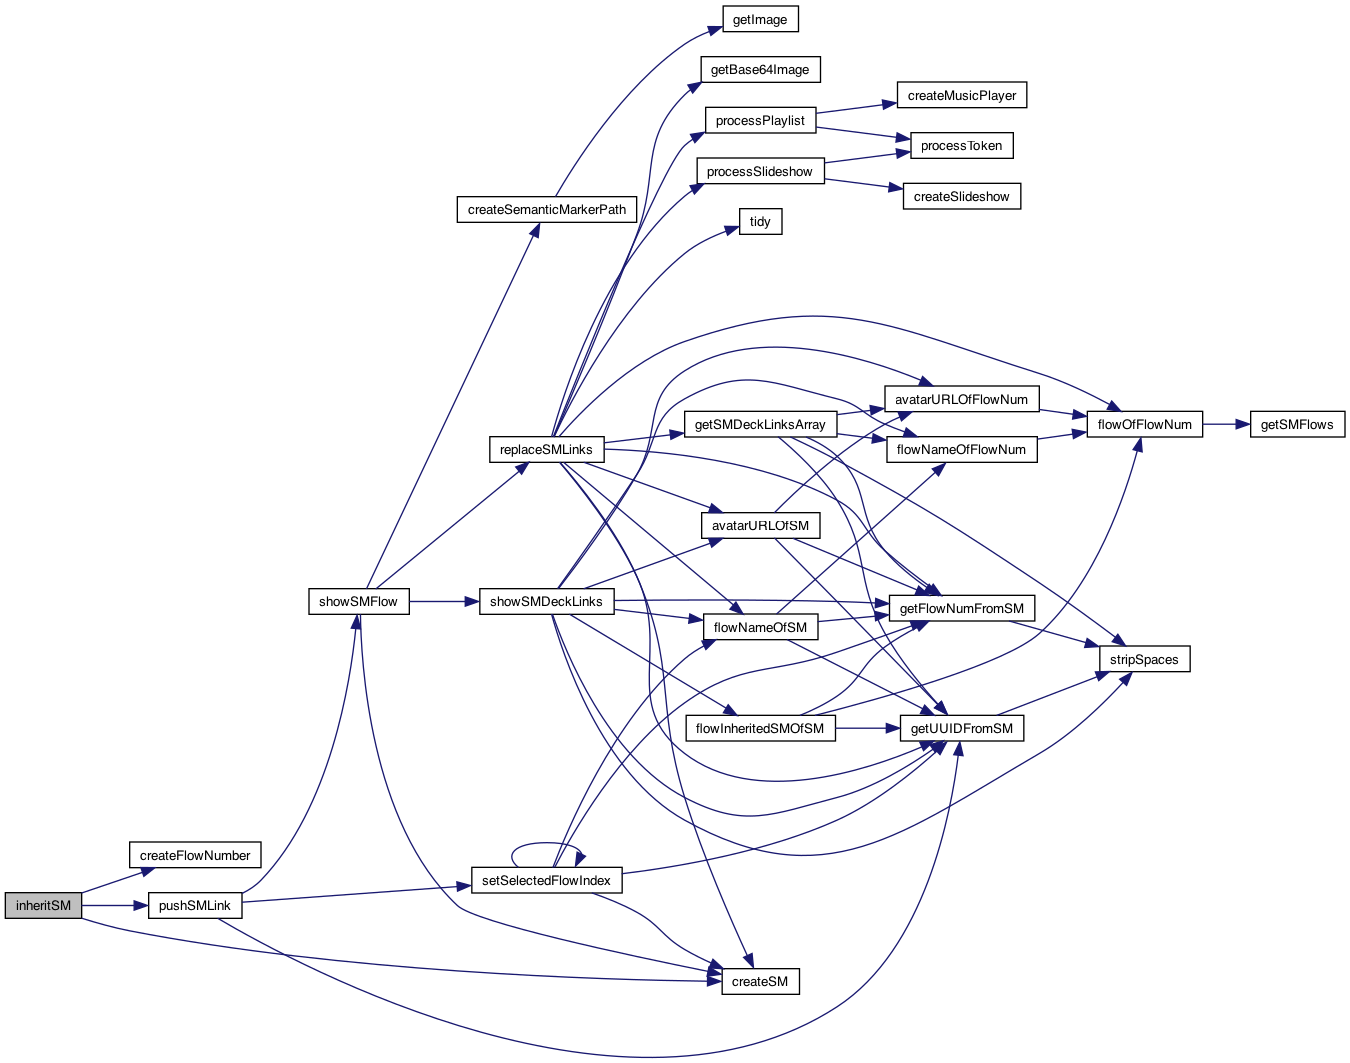 getImage
getBase64Image
createMusicPlayer
processPlaylist
processToken
processSlideshow
createSlideshow
createSemanticMarkerPath
tidy
avatarURLOfFlowNum
getSMDeckLinksArray
flowOfFlowNum
getSMFlows
replaceSMLinks
flowNameOfFlowNum
avatarURLOfSM
showSMFlow
showSMDeckLinks
getFlowNumFromSM
flowNameOfSM
stripSpaces
flowInheritedSMOfSM
getUUIDFromSM
createFlowNumber
setSelectedFlowIndex
inheritSM
pushSMLink
createSM